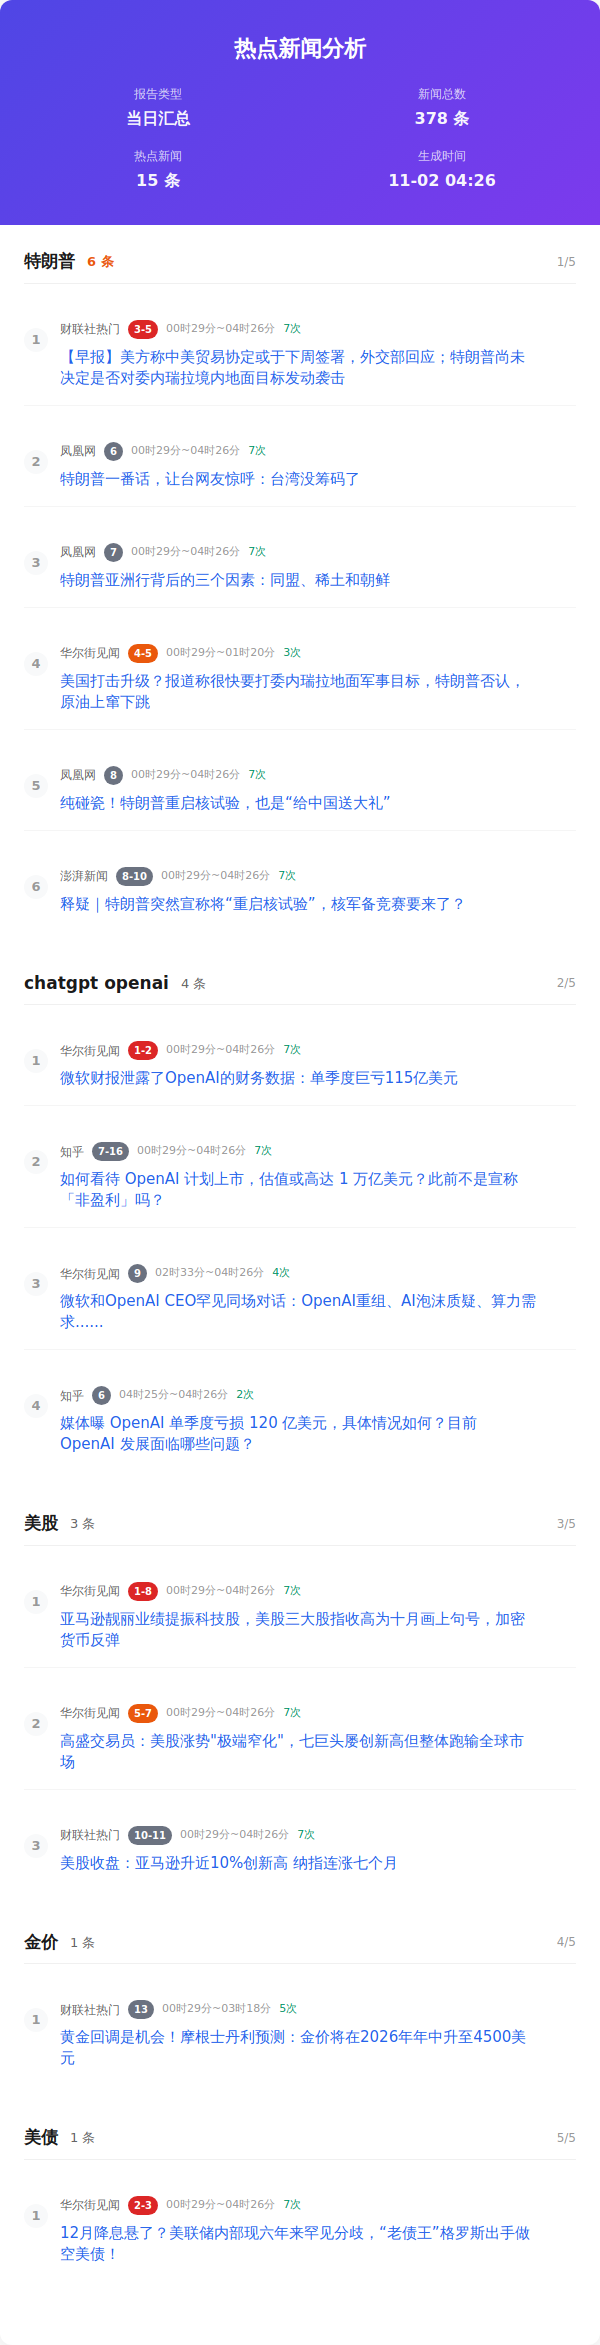 热点新闻分析
报告类型
新闻总数
当日汇总
378 条
热点新闻
生成时间
15 条
11-02 04:26
特朗普 6 条 1/5
1 财联社热门 3-5 00时29分~04时26分 7次
【早报】美方称中美贸易协定或于下周签署，外交部回应；特朗普尚未
决定是否对委内瑞拉境内地面目标发动袭击
2 凤凰网 6 00时29分~04时26分 7次
特朗普一番话，让台网友惊呼：台湾没筹码了
3 凤凰网 7 00时29分~04时26分 7次
特朗普亚洲行背后的三个因素：同盟、稀土和朝鲜
4 华尔街见闻 4-5 00时29分~01时20分 3次
美国打击升级？报道称很快要打委内瑞拉地面军事目标，特朗普否认，
原油上窜下跳
5 凤凰网 8 00时29分~04时26分 7次
纯碰瓷！特朗普重启核试验，也是“给中国送大礼”
6 澎湃新闻 8-10 00时29分~04时26分 7次
释疑｜特朗普突然宣称将“重启核试验”，核军备竞赛要来了？
chatgpt openai 4 条 2/5
1 华尔街见闻 1-2 00时29分~04时26分 7次
微软财报泄露了OpenAI的财务数据：单季度巨亏115亿美元
2 知乎 7-16 00时29分~04时26分 7次
如何看待 OpenAI 计划上市，估值或高达 1 万亿美元？此前不是宣称
「非盈利」吗？
3 华尔街见闻 9 02时33分~04时26分 4次
微软和OpenAI CEO罕见同场对话：OpenAI重组、AI泡沫质疑、算力需
求……
4 知乎 6 04时25分~04时26分 2次
媒体曝 OpenAI 单季度亏损 120 亿美元，具体情况如何？目前
OpenAI 发展面临哪些问题？
美股 3 条 3/5
1 华尔街见闻 1-8 00时29分~04时26分 7次
亚马逊靓丽业绩提振科技股，美股三大股指收高为十月画上句号，加密
货币反弹
2 华尔街见闻 5-7 00时29分~04时26分 7次
高盛交易员：美股涨势"极端窄化"，七巨头屡创新高但整体跑输全球市
场
3 财联社热门 10-11 00时29分~04时26分 7次
美股收盘：亚马逊升近10%创新高 纳指连涨七个月
金价 1 条 4/5
1 财联社热门 13 00时29分~03时18分 5次
黄金回调是机会！摩根士丹利预测：金价将在2026年年中升至4500美
元
美债 1 条 5/5
1 华尔街见闻 2-3 00时29分~04时26分 7次
12月降息悬了？美联储内部现六年来罕见分歧，“老债王”格罗斯出手做
空美债！